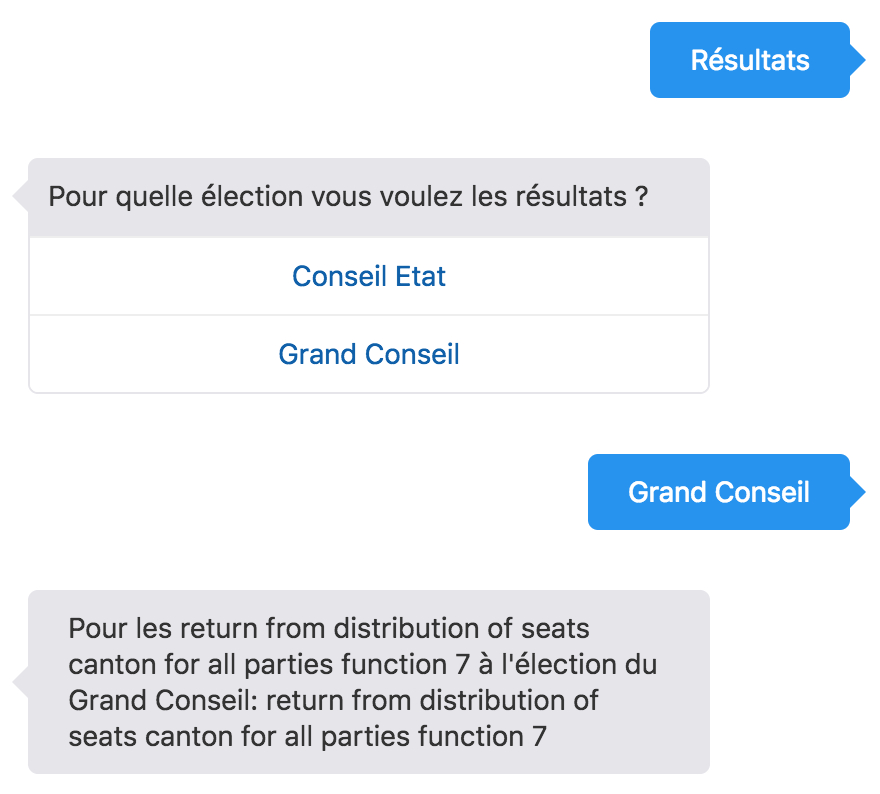 Résultats
Pour quelle élection vous voulez les résultats ?
Conseil Etat
Grand Conseil
Grand Conseil
Pour les return from distribution of seats
canton for all parties function 7 à l'élection du
Grand Conseil: return from distribution of
seats canton for all parties function 7